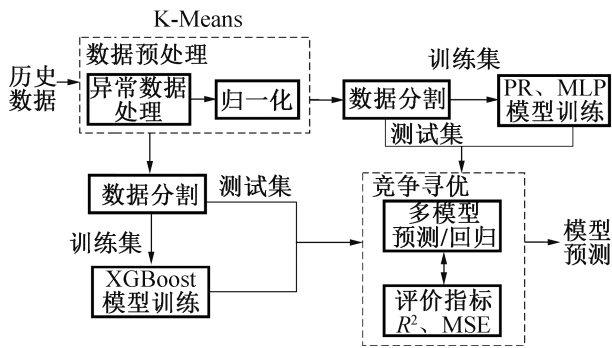 K-Means
数据预处理
历史
数据
异常数据
处理
归一化
数据分割
训练集
PR、MLP
模型训练
测试集
数据分割
测试集
训练集
XGBoost
模型训练
竞争寻优
多模型
预测/回归
评价指标
R²、MSE
模型
预测